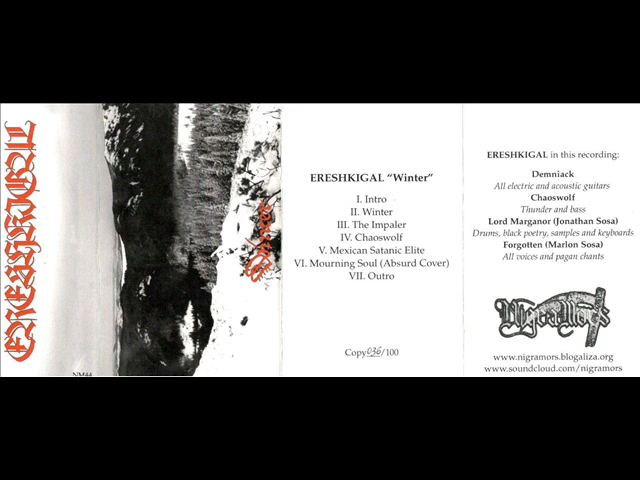 ERESHKIGAL
Winter
NM44
ERESHKIGAL "Winter"
I. Intro
II. Winter
III. The Impaler
IV. Chaoswolf
V. Mexican Satanic Elite
VI. Mourning Soul (Absurd Cover)
VII. Outro
Copy 036/100
ERESHKIGAL in this recording:
Demniack
All electric and acoustic guitars
Chaoswolf
Thunder and bass
Lord Marganor (Jonathan Sosa)
Drums, black poetry, samples and keyboards
Forgotten (Marlon Sosa)
All voices and pagan chants
NigraMors
www.nigramors.blogaliza.org
www.soundcloud.com/nigramors